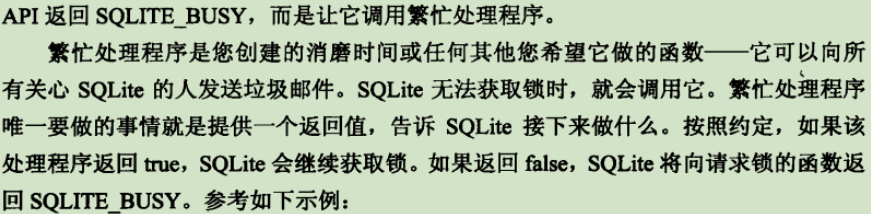 API 返回 SQLITE_BUSY，而是让它调用繁忙处理程序。
繁忙处理程序是您创建的消磨时间或任何其他您希望它做的函数——它可以向所
有关心 SQLite 的人发送垃圾邮件。SQLite 无法获取锁时，就会调用它。繁忙处理程序
唯一要做的事情就是提供一个返回值，告诉 SQLite 接下来做什么。按照约定，如果该
处理程序返回 true，SQLite 会继续获取锁。如果返回 false，SQLite 将向请求锁的函数返
回 SQLITE_BUSY。参考如下示例：